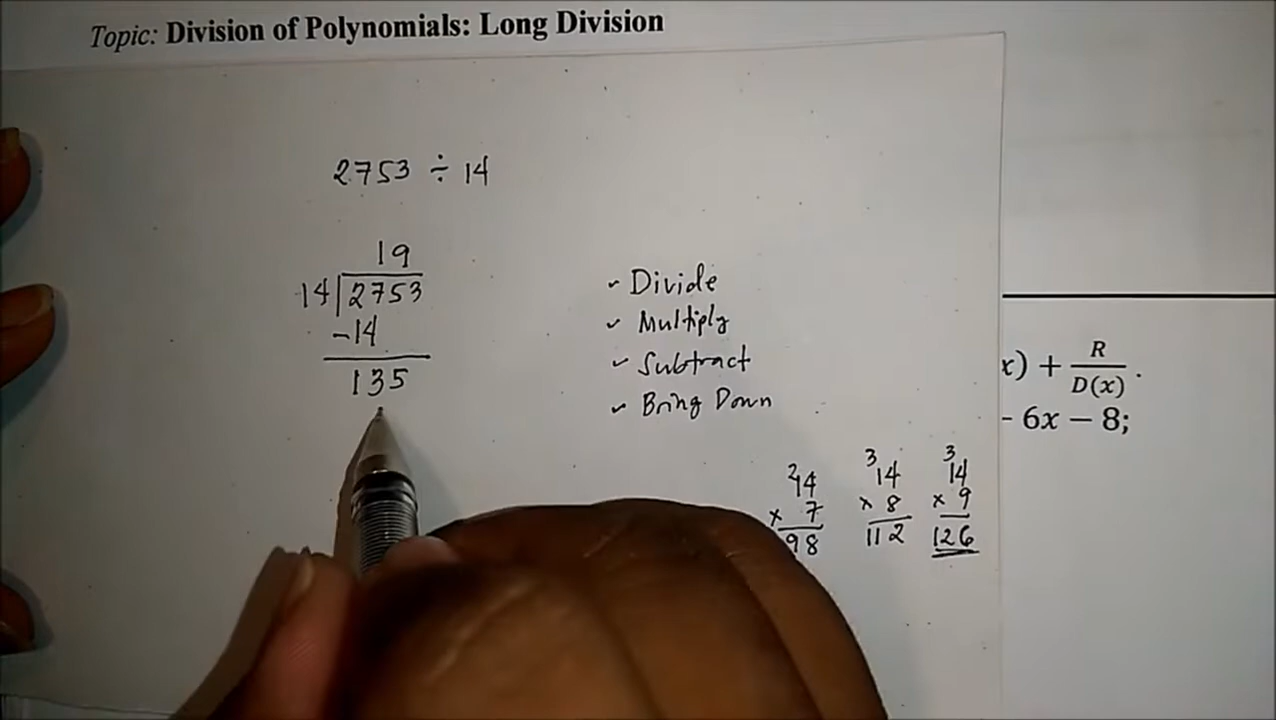 Topic: Division of Polynomials: Long Division
2753 ÷ 14
19
14 2753
-14
135
✓ Divide
✓ Multiply
✓ Subtract
✓ Bring Down
2
14
× 7
98
3
14
× 8
112
3
14
× 9
126
x) + R/D(x) .
- 6x − 8;